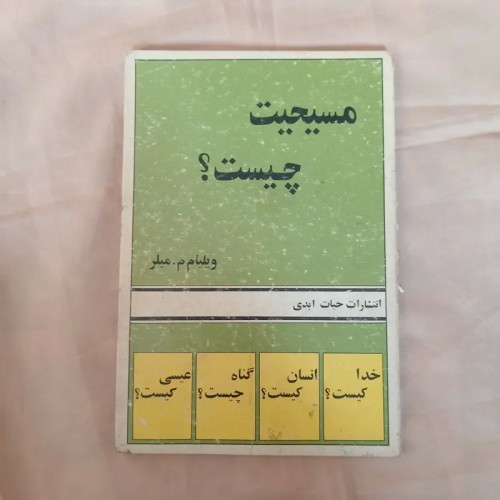 مسیحیت
چیست؟
ویلیام م. میلر
انتشارات حیات ابدی
خدا
کیست؟
انسان
کیست؟
گناه
چیست؟
عیسی
کیست؟